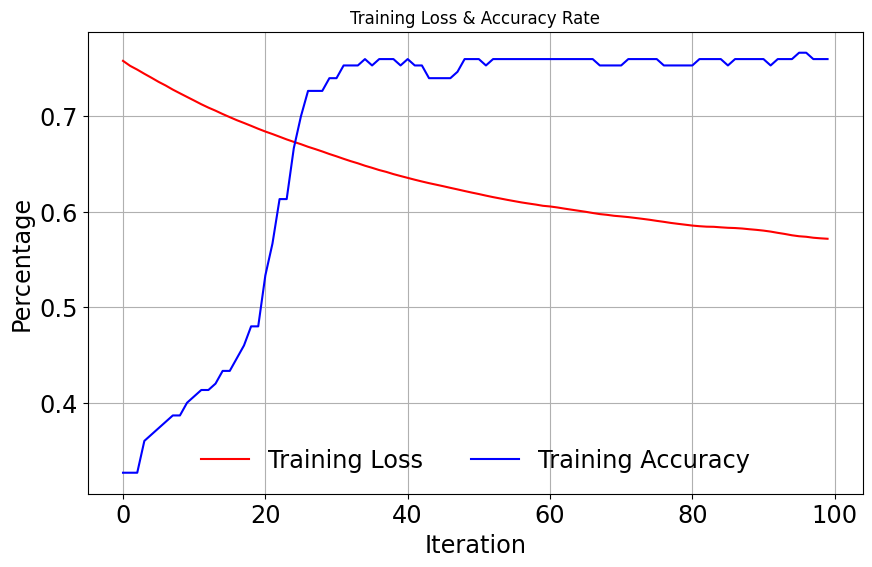 Training Loss & Accuracy Rate
Percentage
0.7
0.6
0.5
0.4
Training Loss Training Accuracy
0 20 40 60 80 100
Iteration